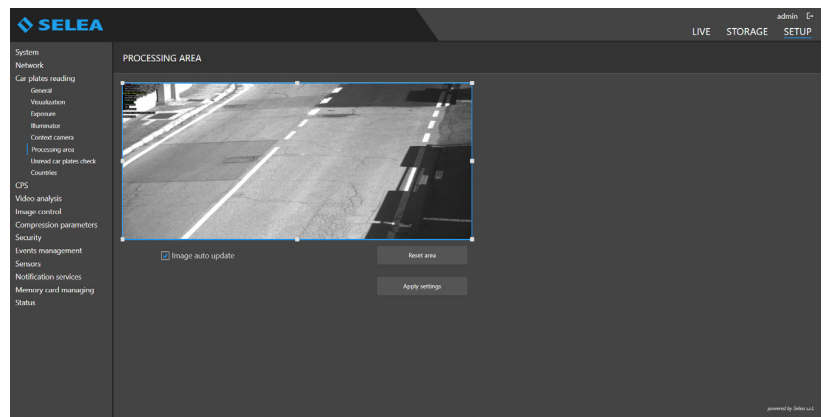 SELEA
admin
LIVE STORAGE SETUP
System
Network
Car plates reading
General
Visualization
Exposure
Illuminator
Context camera
Processing area
Unread car plates check
Countries
CPS
Video analysis
Image control
Compression parameters
Security
Events management
Sensors
Notification services
Memory card managing
Status
PROCESSING AREA
Image auto update
Reset area
Apply settings
powered by Selea s.r.l.